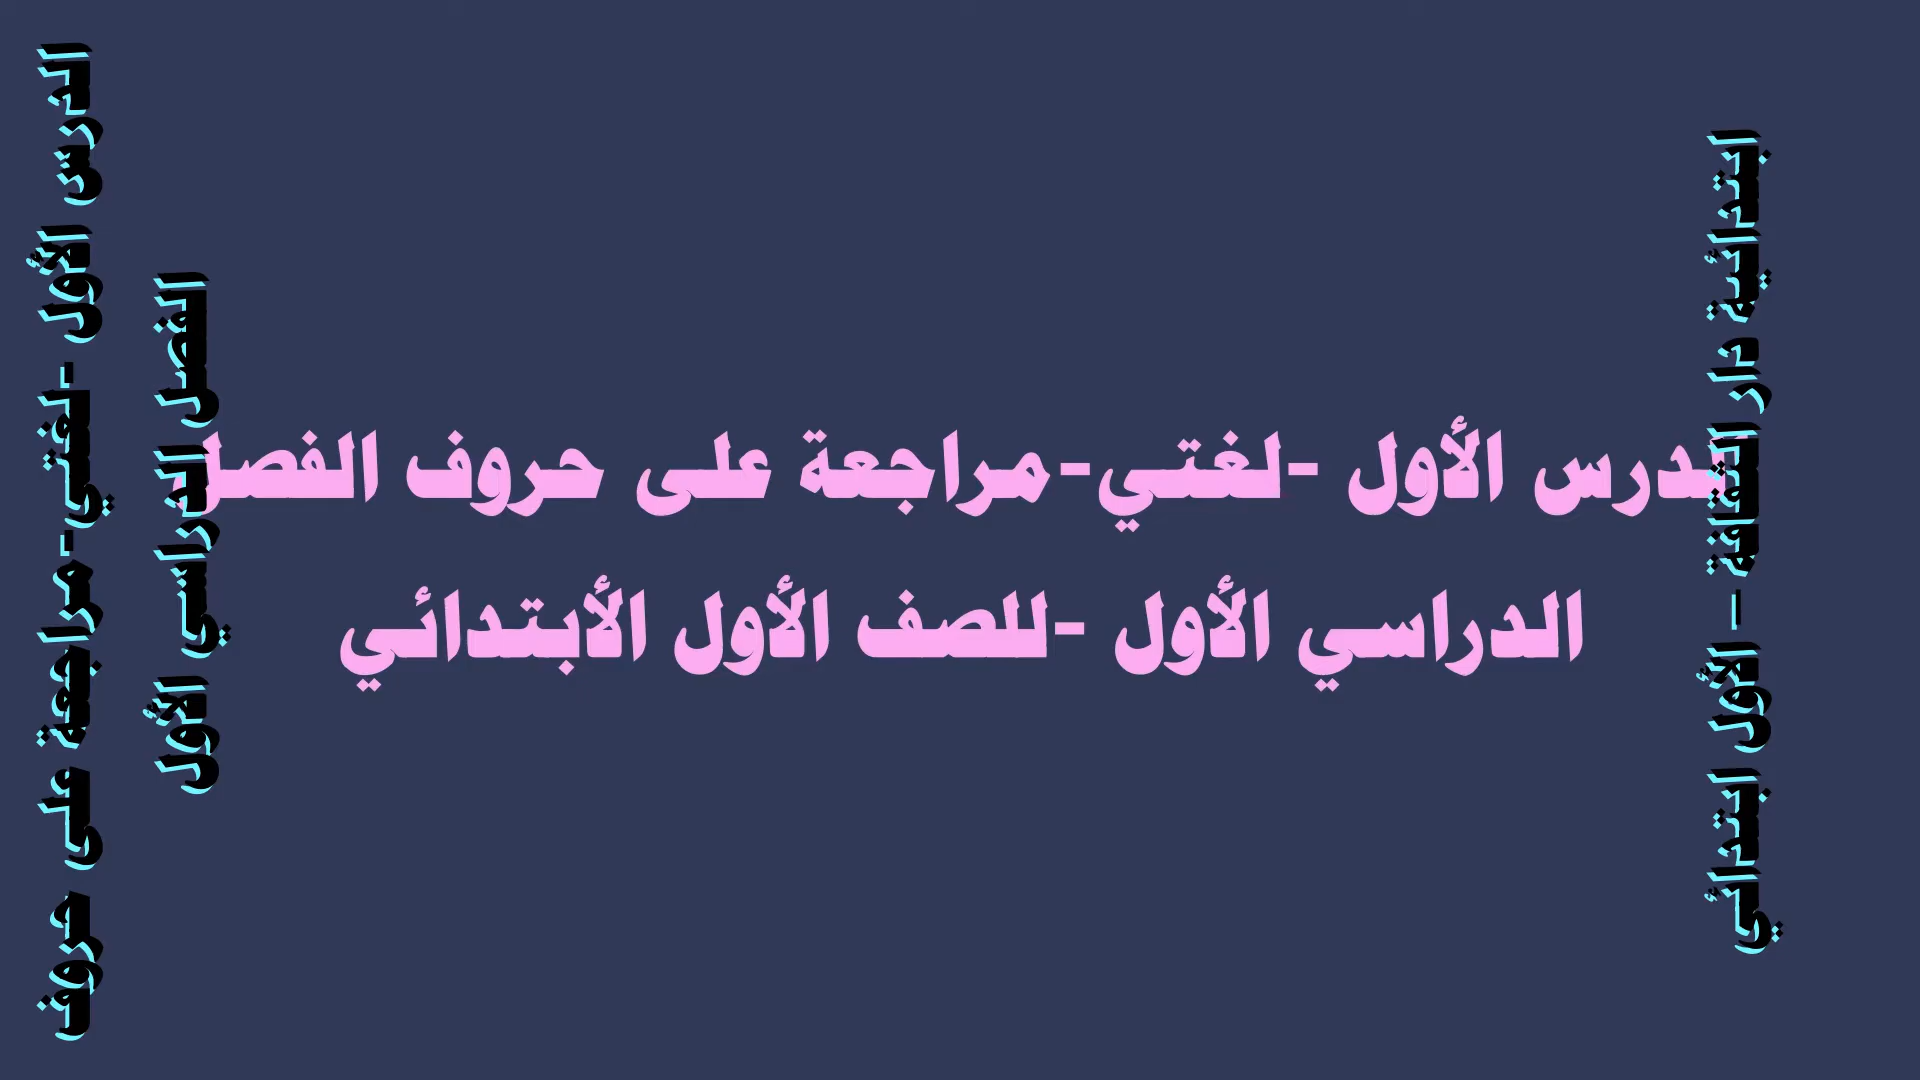 الدرس الأول -لغتي-مراجعة على حروف الفصل
الدراسي الأول -للصف الأول الأبتدائي
ابتدائية دار الثقافة – الأول ابتدائي
الدرس الأول -لغتي-مراجعة على حروف
الفصل الدراسي الأول